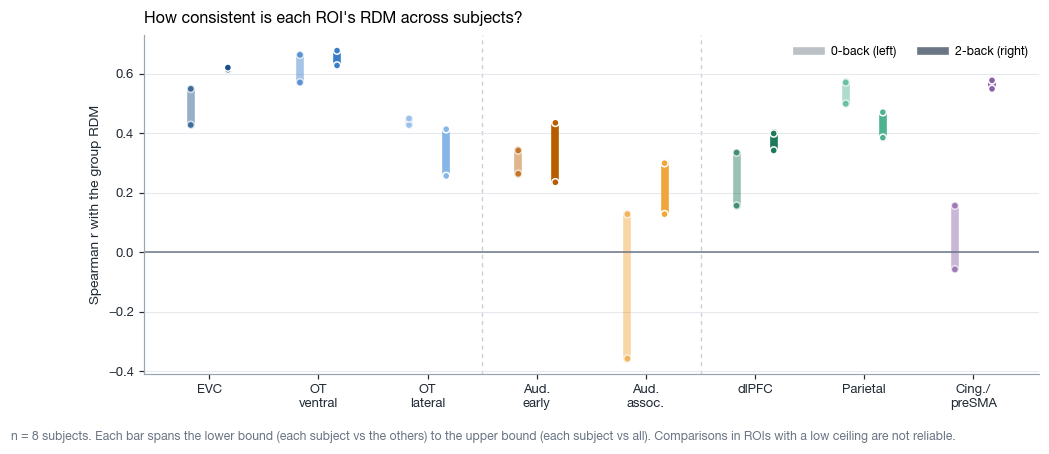 How consistent is each ROI's RDM across subjects?
0-back (left)
2-back (right)
Spearman r with the group RDM
0.6
0.4
0.2
0.0
−0.2
−0.4
EVC
OT
ventral
OT
lateral
Aud.
early
Aud.
assoc.
dlPFC
Parietal
Cing./
preSMA
n = 8 subjects. Each bar spans the lower bound (each subject vs the others) to the upper bound (each subject vs all). Comparisons in ROIs with a low ceiling are not reliable.